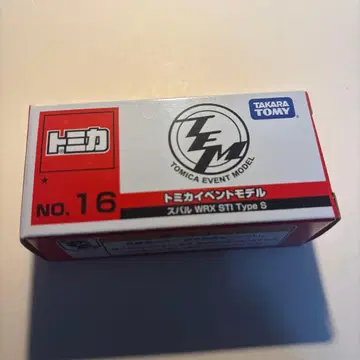 トミカ
TEM
TOMICA EVENT MODEL
TAKARA
TOMY
NO. 16
トミカイベントモデル
スバル WRX STI Type S